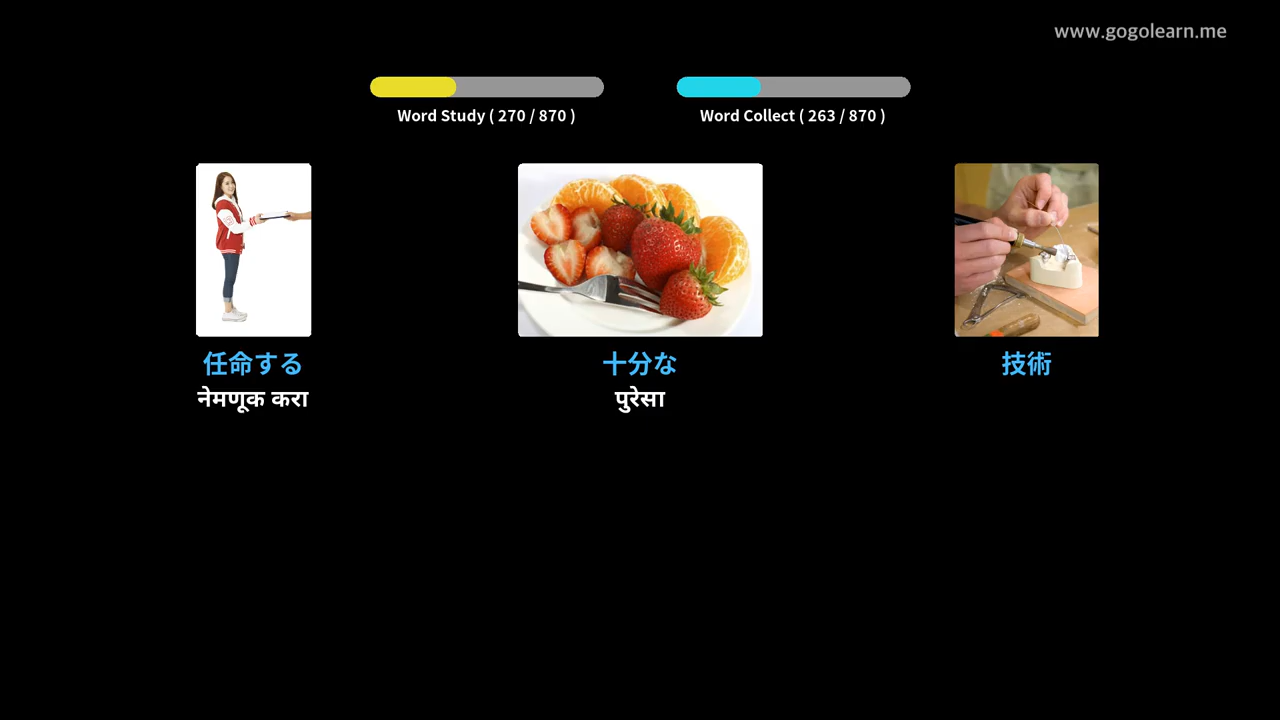 www.gogolearn.me
Word Study ( 270 / 870 )
Word Collect ( 263 / 870 )
任命する
नेमणूक करा
十分な
पुरेसा
技術